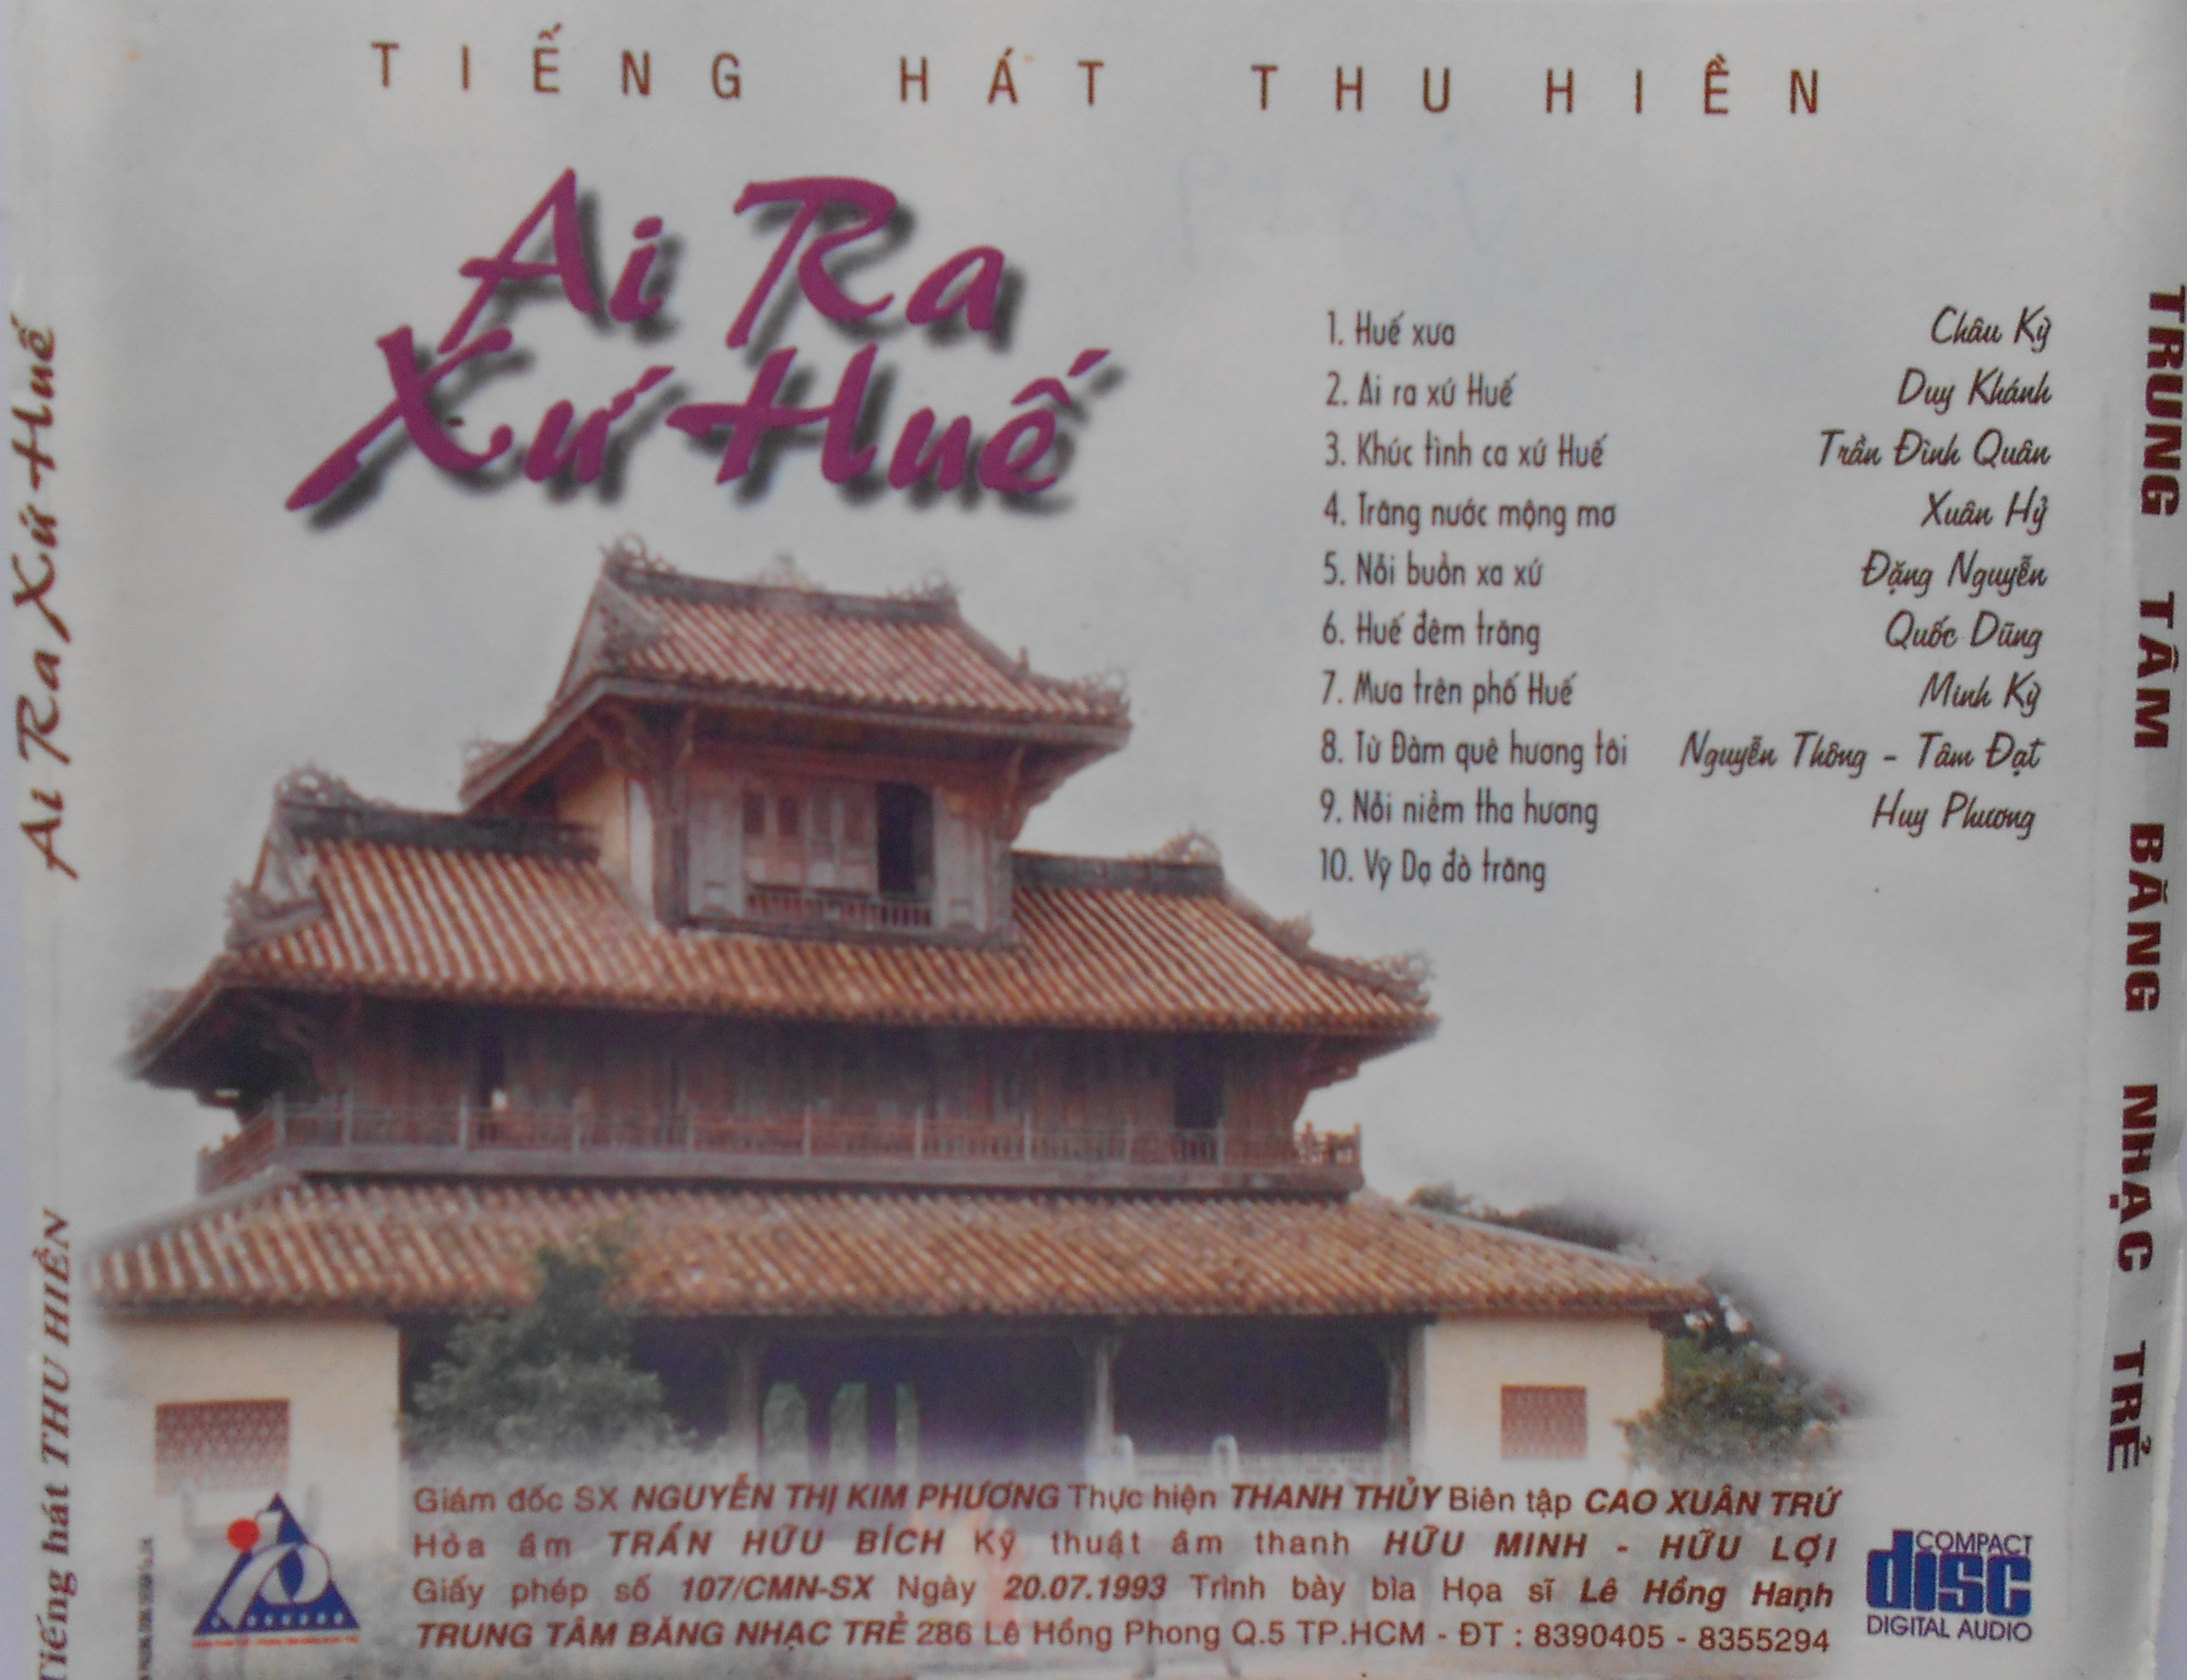 TIẾNG HÁT THU HIỀN
Ai Ra
Xứ Huế
1. Huế xưa Châu Kỳ
2. Ai ra xứ Huế Duy Khánh
3. Khúc tình ca xứ Huế Trần Đình Quân
4. Trăng nước mộng mơ Xuân Hỷ
5. Nỗi buồn xa xứ Đặng Nguyễn
6. Huế đêm trăng Quốc Dũng
7. Mưa trên phố Huế Minh Kỳ
8. Từ Đàm quê hương tôi Nguyễn Thông - Tâm Đạt
9. Nỗi niềm tha hương Huy Phương
10. Vỹ Dạ đò trăng
Giám đốc SX NGUYỄN THỊ KIM PHƯƠNG Thực hiện THANH THỦY Biên tập CAO XUÂN TRỨ
Hòa âm TRẦN HỮU BÍCH Kỹ thuật âm thanh HỮU MINH - HỮU LỢI
Giấy phép số 107/CMN-SX Ngày 20.07.1993 Trình bày bìa Họa sĩ Lê Hồng Hạnh
TRUNG TÂM BĂNG NHẠC TRẺ 286 Lê Hồng Phong Q.5 TP.HCM - ĐT : 8390405 - 8355294
COMPACT
disc
DIGITAL AUDIO
Tiếng hát THU HIỀN Ai Ra Xứ Huế
TRUNG TÂM BĂNG NHẠC TRẺ